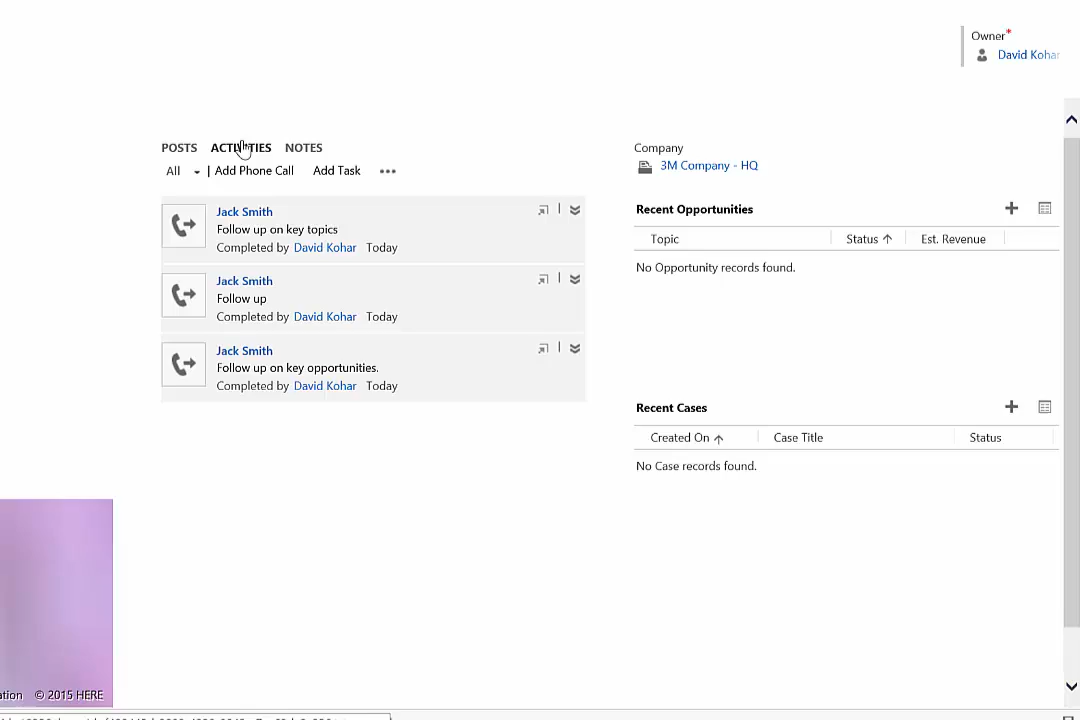 Owner*
David Kohar
POSTS ACTIVITIES NOTES
All | Add Phone Call Add Task •••
Jack Smith
Follow up on key topics
Completed by David Kohar Today
Jack Smith
Follow up
Completed by David Kohar Today
Jack Smith
Follow up on key opportunities.
Completed by David Kohar Today
Company
3M Company - HQ
Recent Opportunities
Topic Status Est. Revenue
No Opportunity records found.
Recent Cases
Created On Case Title Status
No Case records found.
ation © 2015 HERE